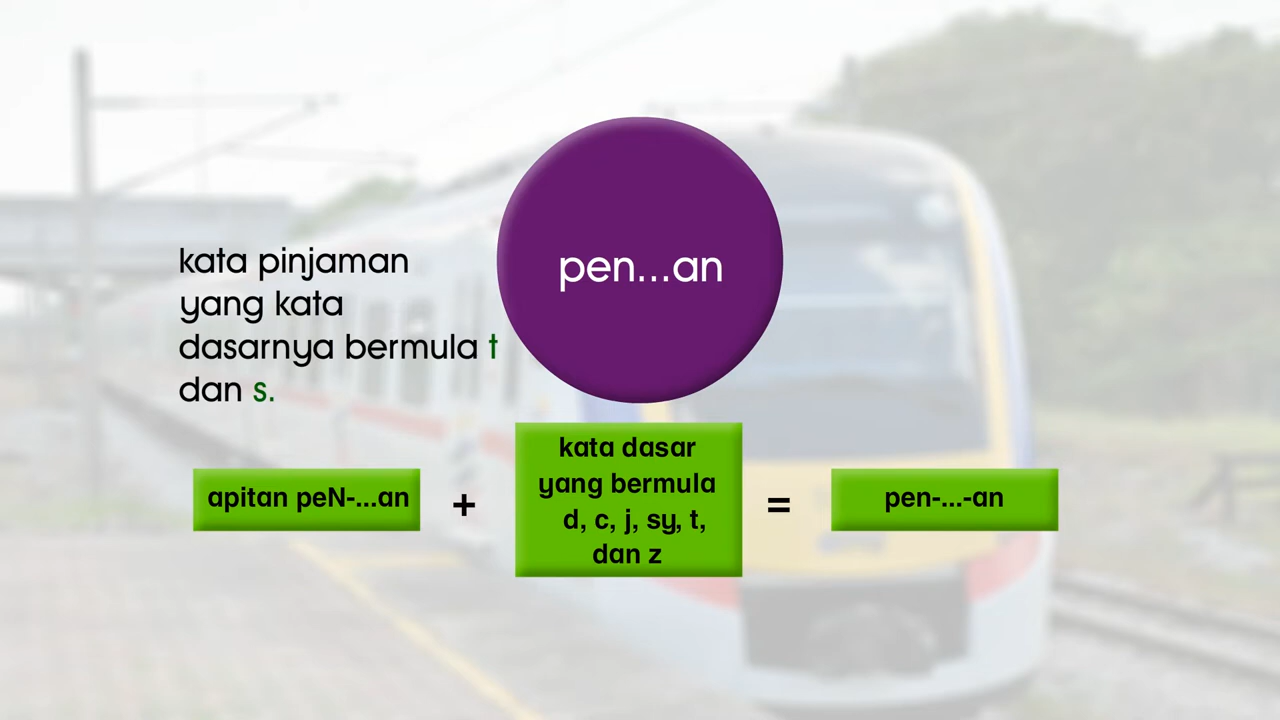 pen...an
kata pinjaman
yang kata
dasarnya bermula t
dan s.
apitan peN-...an
+
kata dasar
yang bermula
d, c, j, sy, t,
dan z
=
pen-...-an